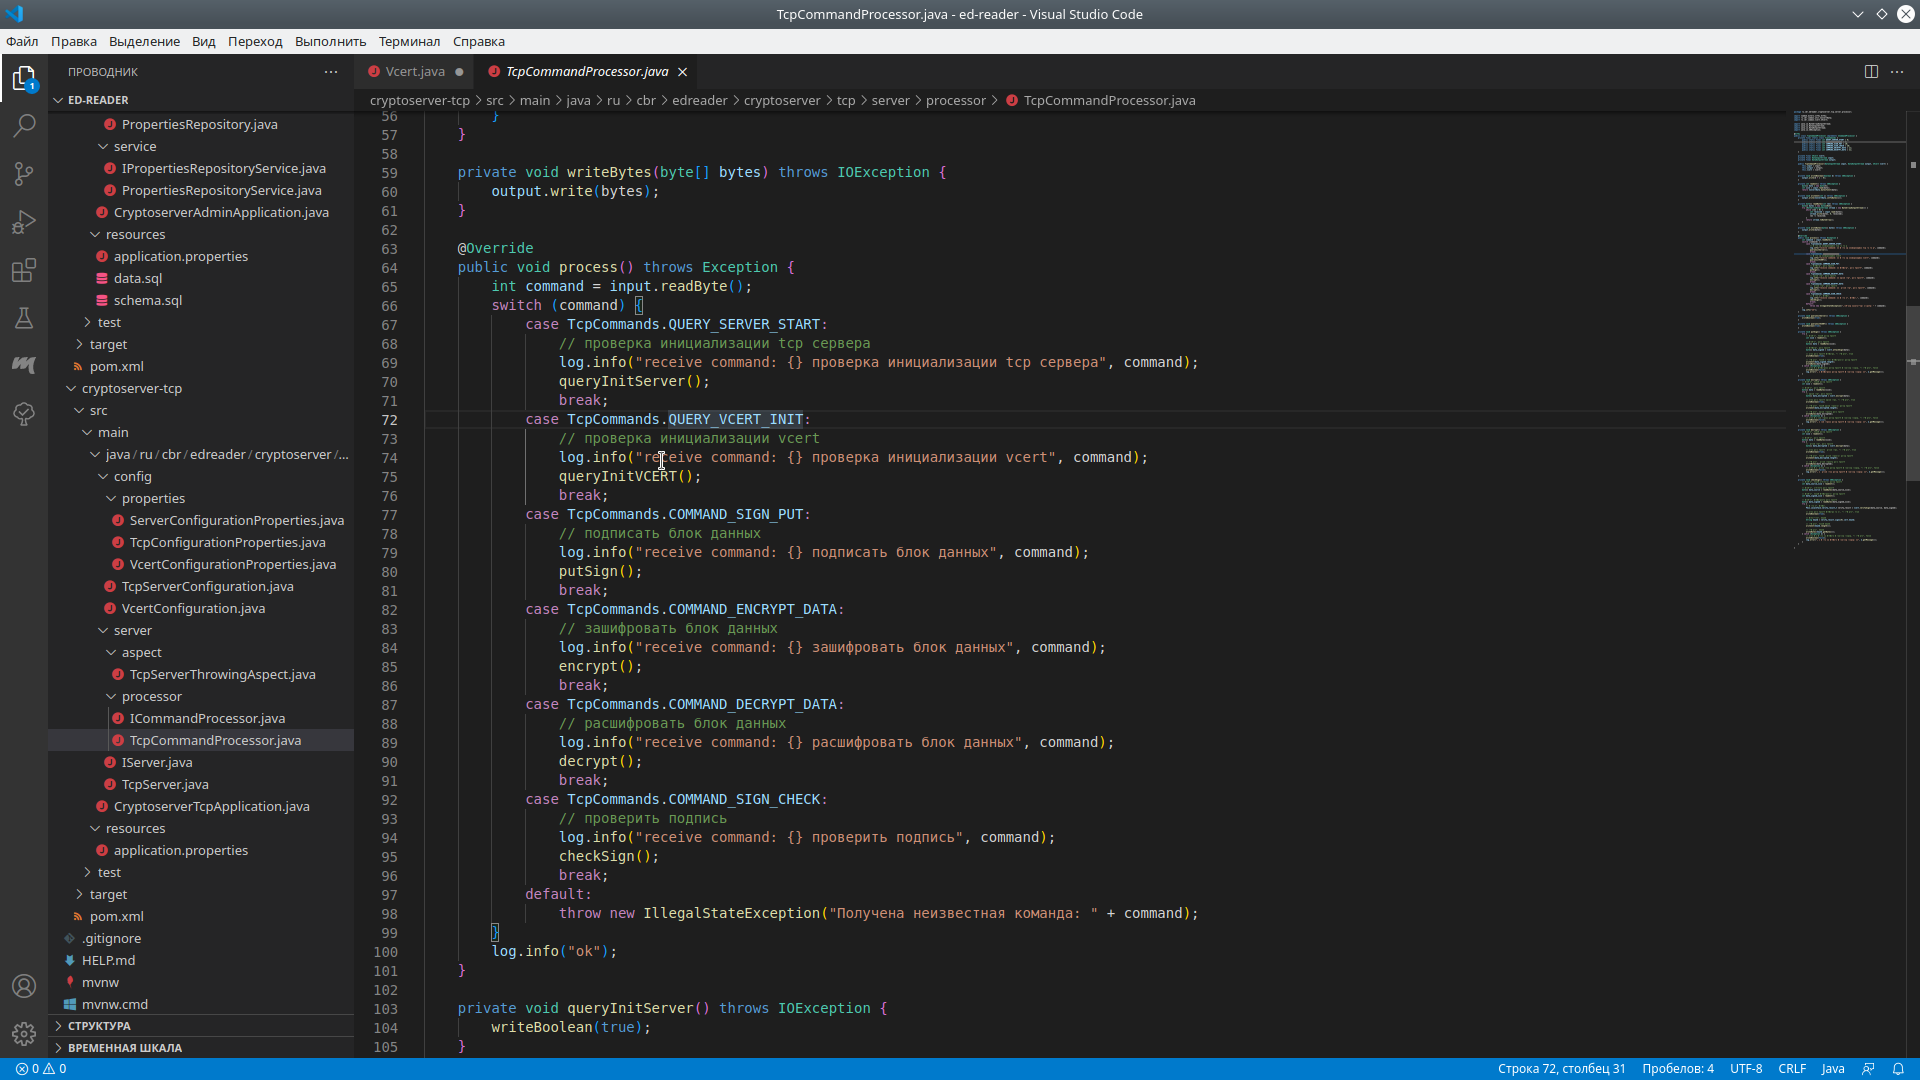 TcpCommandProcessor.java - ed-reader - Visual Studio Code
Файл Правка Выделение Вид Переход Выполнить Терминал Справка
ПРОВОДНИК
ED-READER
PropertiesRepository.java
service
IPropertiesRepositoryService.java
PropertiesRepositoryService.java
CryptoserverAdminApplication.java
resources
application.properties
data.sql
schema.sql
test
target
pom.xml
cryptoserver-tcp
src
main
java/ru/cbr/edreader/cryptoserver/...
config
properties
ServerConfigurationProperties.java
TcpConfigurationProperties.java
VcertConfigurationProperties.java
TcpServerConfiguration.java
VcertConfiguration.java
server
aspect
TcpServerThrowingAspect.java
processor
ICommandProcessor.java
TcpCommandProcessor.java
IServer.java
TcpServer.java
CryptoserverTcpApplication.java
resources
application.properties
test
target
pom.xml
.gitignore
HELP.md
mvnw
mvnw.cmd
СТРУКТУРА
ВРЕМЕННАЯ ШКАЛА
1
Vcert.java TcpCommandProcessor.java
cryptoserver-tcp > src > main > java > ru > cbr > edreader > cryptoserver > tcp > server > processor > TcpCommandProcessor.java
56 }
57 }
58
59 private void writeBytes(byte[] bytes) throws IOException {
60 output.write(bytes);
61 }
62
63 @Override
64 public void process() throws Exception {
65 int command = input.readByte();
66 switch (command) {
67 case TcpCommands.QUERY_SERVER_START:
68 // проверка инициализации tcp сервера
69 log.info("receive command: {} проверка инициализации tcp сервера", command);
70 queryInitServer();
71 break;
72 case TcpCommands.QUERY_VCERT_INIT:
73 // проверка инициализации vcert
74 log.info("receive command: {} проверка инициализации vcert", command);
75 queryInitVCERT();
76 break;
77 case TcpCommands.COMMAND_SIGN_PUT:
78 // подписать блок данных
79 log.info("receive command: {} подписать блок данных", command);
80 putSign();
81 break;
82 case TcpCommands.COMMAND_ENCRYPT_DATA:
83 // зашифровать блок данных
84 log.info("receive command: {} зашифровать блок данных", command);
85 encrypt();
86 break;
87 case TcpCommands.COMMAND_DECRYPT_DATA:
88 // расшифровать блок данных
89 log.info("receive command: {} расшифровать блок данных", command);
90 decrypt();
91 break;
92 case TcpCommands.COMMAND_SIGN_CHECK:
93 // проверить подпись
94 log.info("receive command: {} проверить подпись", command);
95 checkSign();
96 break;
97 default:
98 throw new IllegalStateException("Получена неизвестная команда: " + command);
99 }
100 log.info("ok");
101 }
102
103 private void queryInitServer() throws IOException {
104 writeBoolean(true);
105 }
0 0 Строка 72, столбец 31 Пробелов: 4 UTF-8 CRLF Java